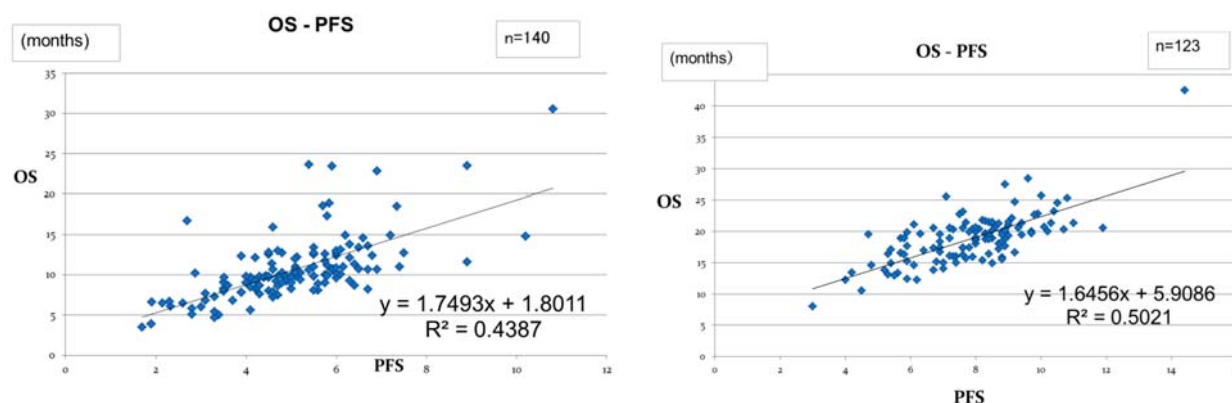 OS - PFS
(months)
n=140
35
30
25
20
15
10
5
0
OS
y = 1.7493x + 1.8011
R² = 0.4387
0 2 4 6 8 10 12
PFS
OS - PFS
(months)
n=123
40
35
30
25
20
15
10
5
0
OS
y = 1.6456x + 5.9086
R² = 0.5021
0 2 4 6 8 10 12 14
PFS